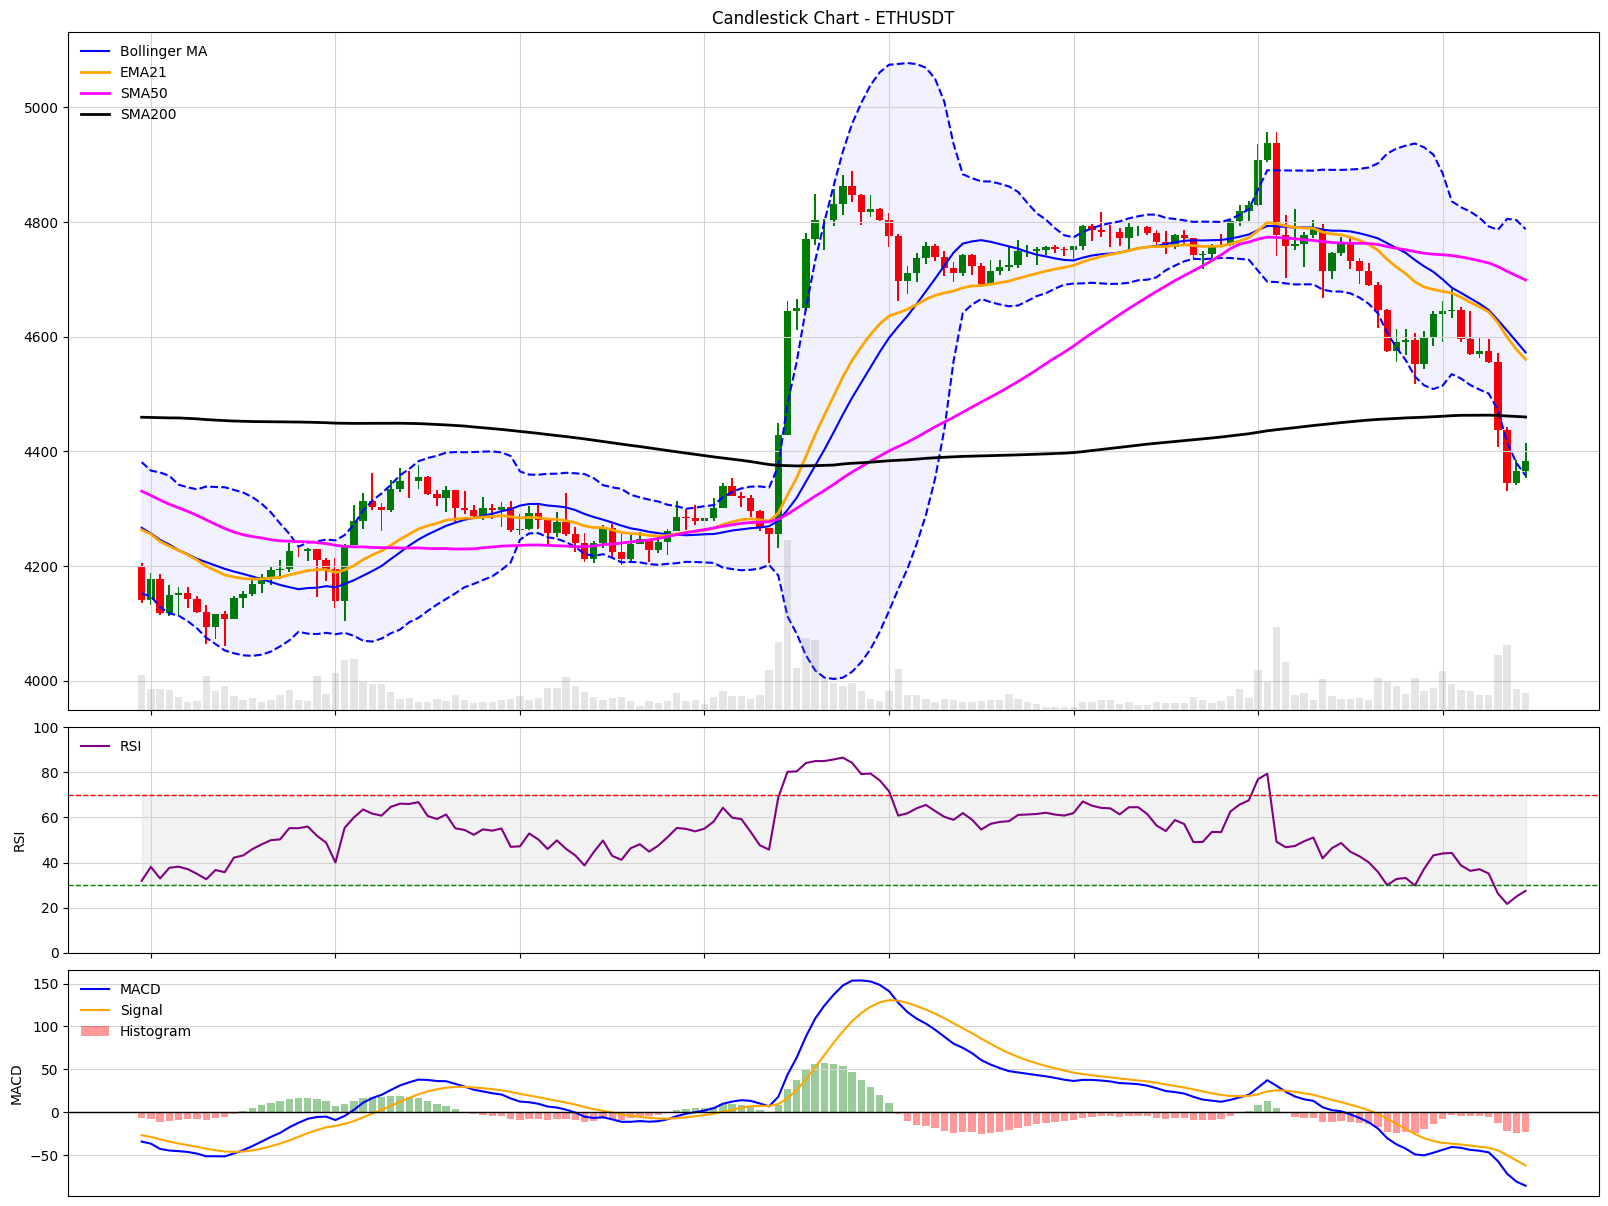 Candlestick Chart - ETHUSDT
Bollinger MA
EMA21
SMA50
SMA200
5000
4800
4600
4400
4200
4000
RSI
100
80
60
40
20
0
RSI
MACD
Signal
Histogram
150
100
50
0
−50
MACD